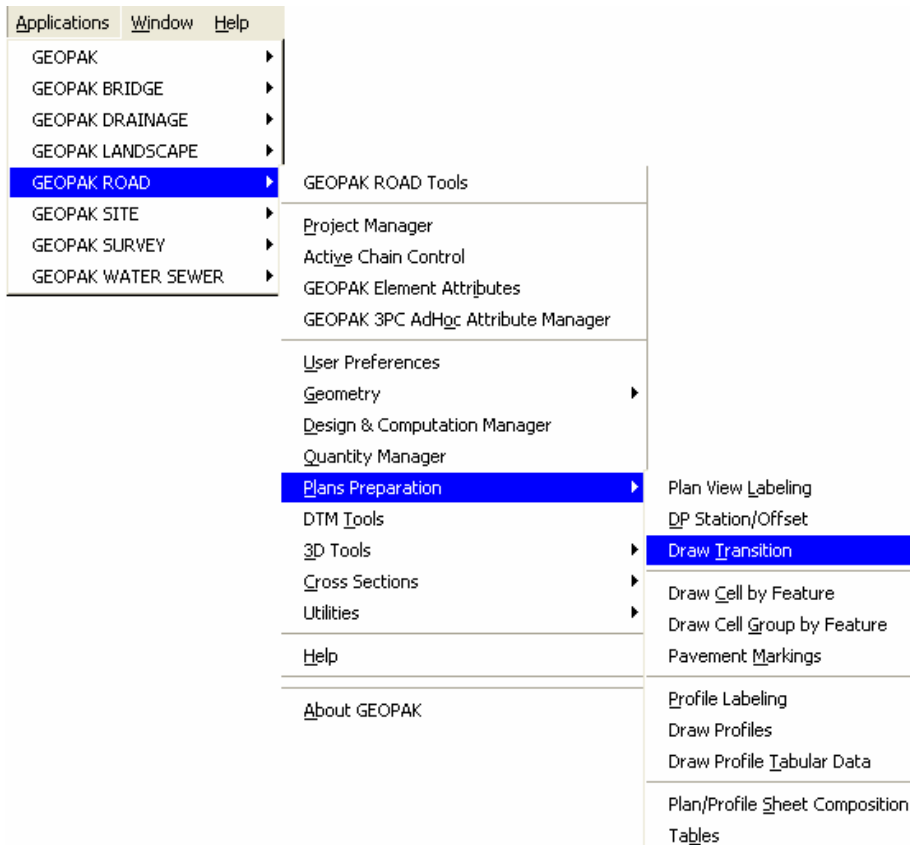 Applications Window Help
GEOPAK
GEOPAK BRIDGE
GEOPAK DRAINAGE
GEOPAK LANDSCAPE
GEOPAK ROAD
GEOPAK SITE
GEOPAK SURVEY
GEOPAK WATER SEWER
GEOPAK ROAD Tools
Project Manager
Active Chain Control
GEOPAK Element Attributes
GEOPAK 3PC AdHoc Attribute Manager
User Preferences
Geometry
Design & Computation Manager
Quantity Manager
Plans Preparation
DTM Tools
3D Tools
Cross Sections
Utilities
Help
About GEOPAK
Plan View Labeling
DP Station/Offset
Draw Transition
Draw Cell by Feature
Draw Cell Group by Feature
Pavement Markings
Profile Labeling
Draw Profiles
Draw Profile Tabular Data
Plan/Profile Sheet Composition
Tables